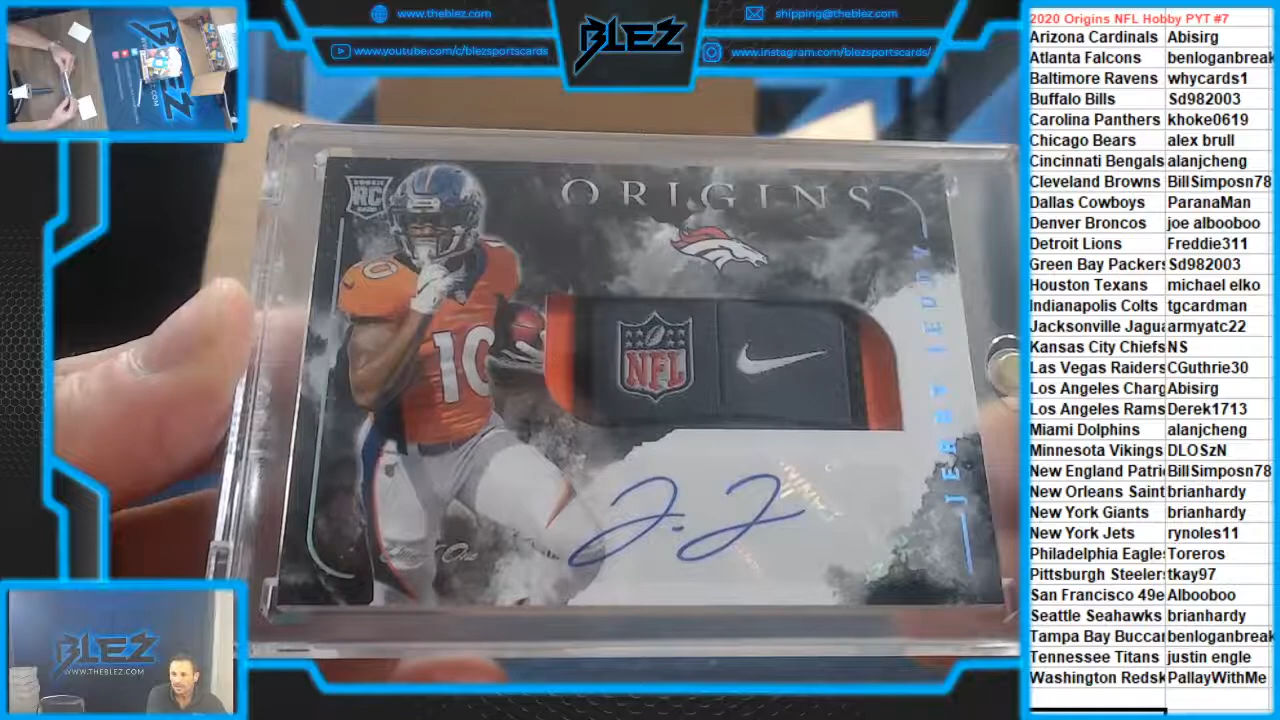 www.theblez.com
www.youtube.com/c/blezsportscards
BLEZ
shipping@theblez.com
www.instagram.com/blezsportscards/
2020 Origins NFL Hobby PYT #7
Arizona Cardinals Abisirg
Atlanta Falcons benloganbreak
Baltimore Ravens whycards1
Buffalo Bills Sd982003
Carolina Panthers khoke0619
Chicago Bears alex brull
Cincinnati Bengals alanjcheng
Cleveland Browns BillSimposn78
Dallas Cowboys ParanaMan
Denver Broncos joe albooboo
Detroit Lions Freddie311
Green Bay Packers Sd982003
Houston Texans michael elko
Indianapolis Colts tgcardman
Jacksonville Jagua armyatc22
Kansas City Chiefs NS
Las Vegas Raiders CGuthrie30
Los Angeles Charg Abisirg
Los Angeles Rams Derek1713
Miami Dolphins alanjcheng
Minnesota Vikings DLOSzN
New England Patri BillSimposn78
New Orleans Saint brianhardy
New York Giants brianhardy
New York Jets rynoles11
Philadelphia Eagle Toreros
Pittsburgh Steeler tkay97
San Francisco 49e Albooboo
Seattle Seahawks brianhardy
Tampa Bay Buccar benloganbreak
Tennessee Titans justin engle
Washington Redsk PallayWithMe
RC
ORIGINS
10
10
NFL
JERRY JEUDY
J. J
PANINI
BLEZ
WWW.THEBLEZ.COM
BLEZ
.COM